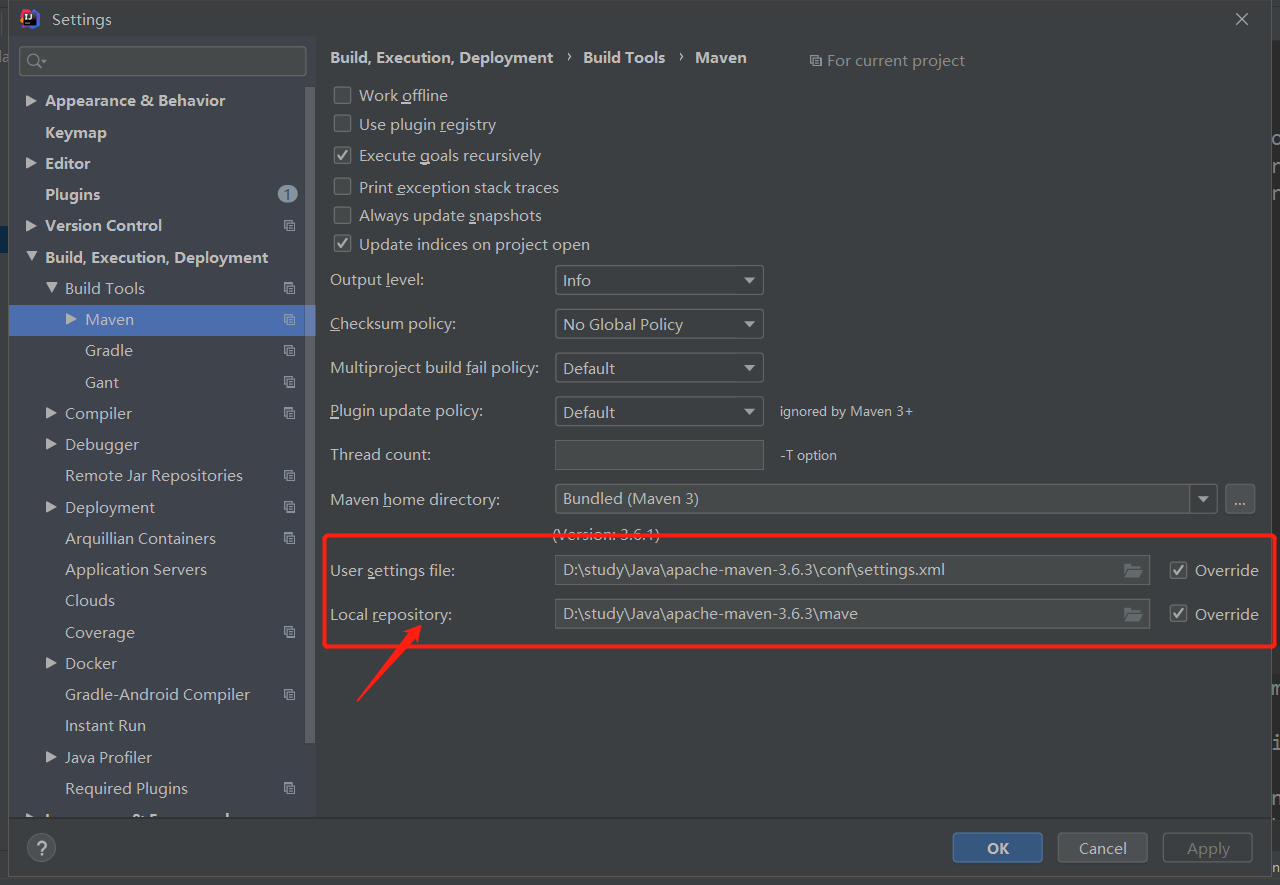 Settings
Build, Execution, Deployment › Build Tools › Maven For current project
Appearance & Behavior
Keymap
Editor
Plugins 1
Version Control
Build, Execution, Deployment
Build Tools
Maven
Gradle
Gant
Compiler
Debugger
Remote Jar Repositories
Deployment
Arquillian Containers
Application Servers
Clouds
Coverage
Docker
Gradle-Android Compiler
Instant Run
Java Profiler
Required Plugins
Work offline
Use plugin registry
Execute goals recursively
Print exception stack traces
Always update snapshots
Update indices on project open
Output level: Info
Checksum policy: No Global Policy
Multiproject build fail policy: Default
Plugin update policy: Default ignored by Maven 3+
Thread count: -T option
Maven home directory: Bundled (Maven 3) ...
(Version: 3.6.1)
User settings file: D:\study\Java\apache-maven-3.6.3\conf\settings.xml Override
Local repository: D:\study\Java\apache-maven-3.6.3\mave Override
? OK Cancel Apply